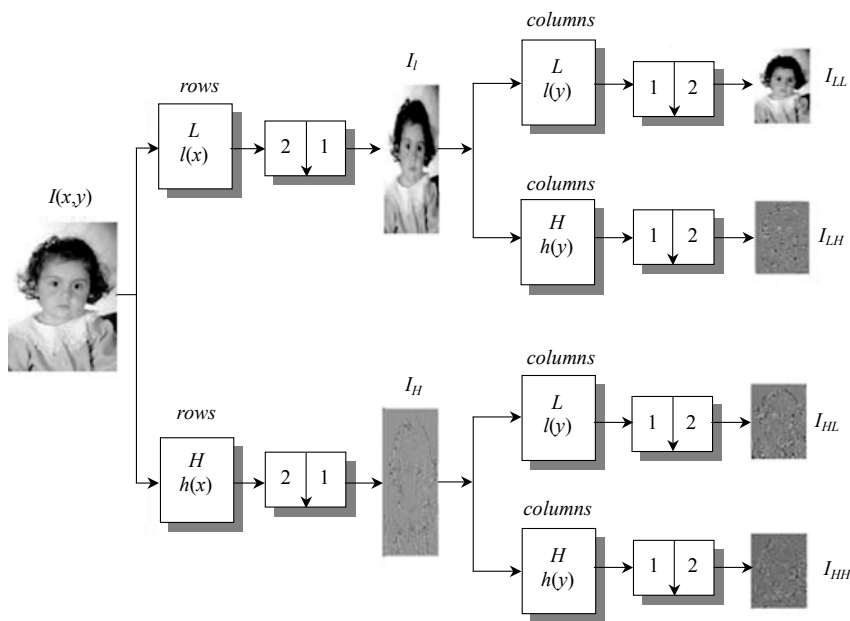 I(x,y)
rows
L
l(x)
2 1
I_l
columns
L
l(y)
1 2
I_LL
columns
H
h(y)
1 2
I_LH
rows
H
h(x)
2 1
I_H
columns
L
l(y)
1 2
I_HL
columns
H
h(y)
1 2
I_HH